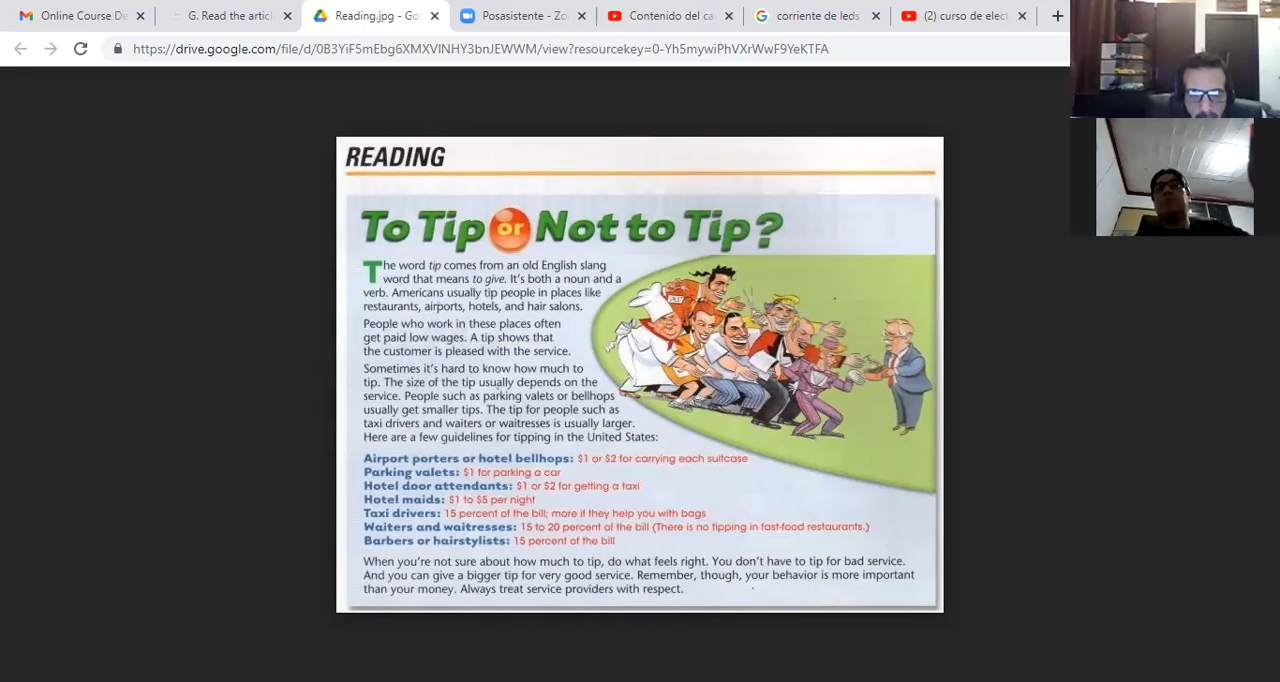 Online Course De
G. Read the articl
Reading.jpg - Go
Posasistente - Zo
Contenido del ca
corriente de leds
(2) curso de elect
https://drive.google.com/file/d/0B3YiF5mEbg6XMXVlNHY3bnJEWWM/view?resourcekey=0-Yh5mywiPhVXrWwF9YeKTFA
READING
To Tip or Not to Tip?
The word tip comes from an old English slang
word that means to give. It's both a noun and a
verb. Americans usually tip people in places like
restaurants, airports, hotels, and hair salons.
People who work in these places often
get paid low wages. A tip shows that
the customer is pleased with the service.
Sometimes it's hard to know how much to
tip. The size of the tip usually depends on the
service. People such as parking valets or bellhops
usually get smaller tips. The tip for people such as
taxi drivers and waiters or waitresses is usually larger.
Here are a few guidelines for tipping in the United States:
Airport porters or hotel bellhops: $1 or $2 for carrying each suitcase
Parking valets: $1 for parking a car
Hotel door attendants: $1 or $2 for getting a taxi
Hotel maids: $1 to $5 per night
Taxi drivers: 15 percent of the bill; more if they help you with bags
Waiters and waitresses: 15 to 20 percent of the bill (There is no tipping in fast-food restaurants.)
Barbers or hairstylists: 15 percent of the bill
When you're not sure about how much to tip, do what feels right. You don't have to tip for bad service.
And you can give a bigger tip for very good service. Remember, though, your behavior is more important
than your money. Always treat service providers with respect.